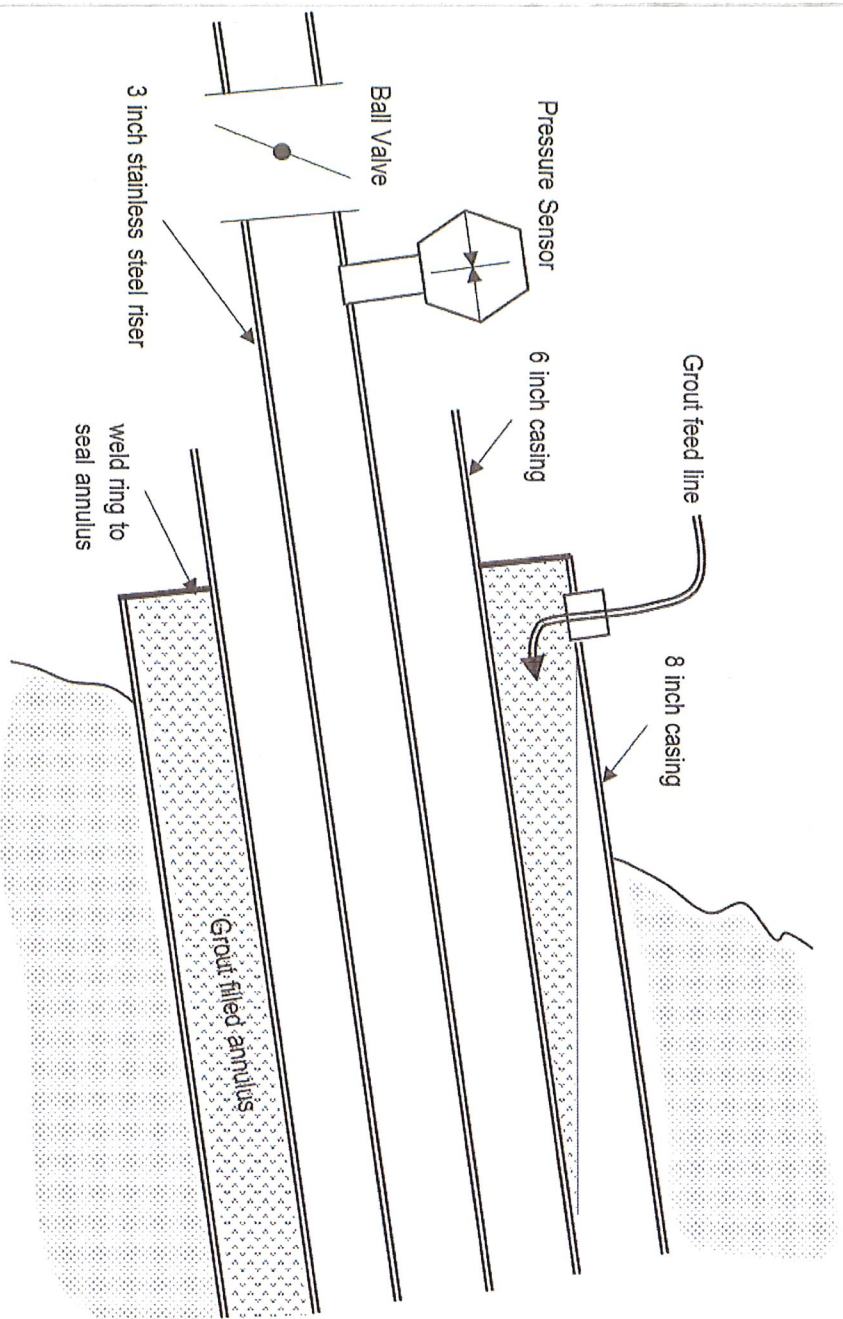 Grout feed line
8 inch casing
6 inch casing
Pressure Sensor
Ball Valve
3 inch stainless steel riser
weld ring to
seal annulus
Grout filled annulus